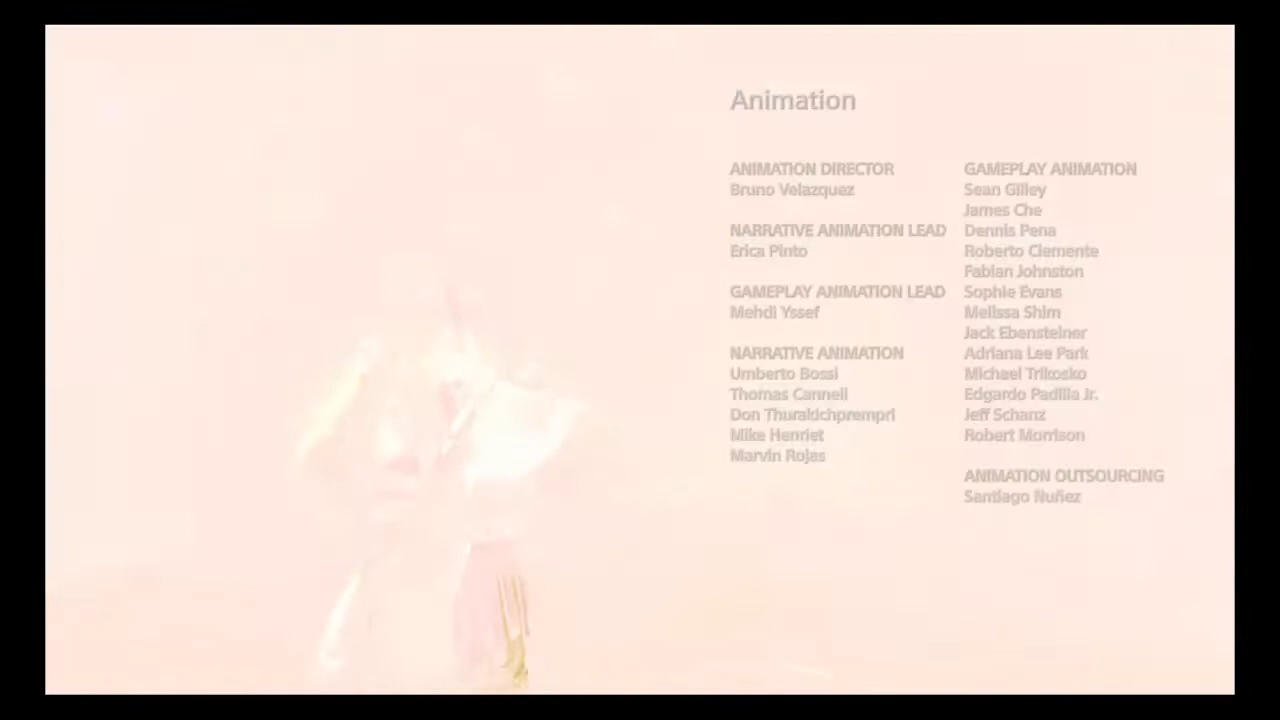 Animation
ANIMATION DIRECTOR
Bruno Velazquez
NARRATIVE ANIMATION LEAD
Erica Pinto
GAMEPLAY ANIMATION LEAD
Mehdi Yssef
NARRATIVE ANIMATION
Umberto Bossi
Thomas Cannell
Don Thuraidchprempri
Mike Henriet
Marvin Rojas
GAMEPLAY ANIMATION
Sean Gilley
James Che
Dennis Pena
Roberto Clemente
Fabian Johnston
Sophie Evans
Melissa Shim
Jack Ebensteiner
Adriana Lee Park
Michael Trikosko
Edgardo Padilla Jr.
Jeff Schanz
Robert Morrison
ANIMATION OUTSOURCING
Santiago Nuñez